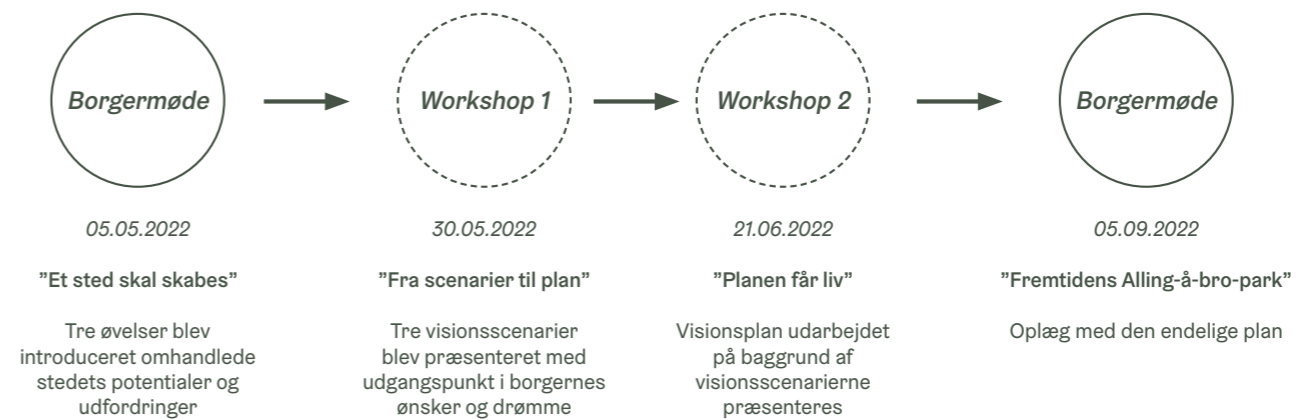 Borgermøde
05.05.2022
”Et sted skal skabes”
Tre øvelser blev
introduceret omhandlede
stedets potentialer og
udfordringer
Workshop 1
30.05.2022
”Fra scenarier til plan”
Tre visionsscenarier
blev præsenteret med
udgangspunkt i borgernes
ønsker og drømme
Workshop 2
21.06.2022
”Planen får liv”
Visionsplan udarbejdet
på baggrund af
visionsscenarierne
præsenteres
Borgermøde
05.09.2022
”Fremtidens Alling-å-bro-park”
Oplæg med den endelige plan